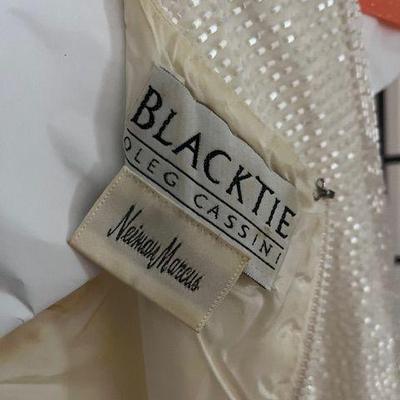 BLACKTIE
OLEG CASSINI
Neiman Marcus